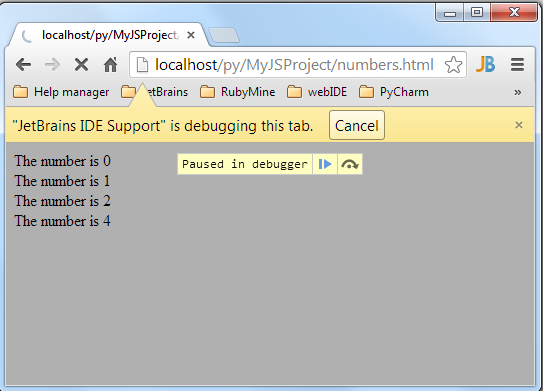 localhost/py/MyJSProject/
localhost/py/MyJSProject/numbers.html
JB
Help manager
JetBrains
RubyMine
webIDE
PyCharm
»
"JetBrains IDE Support" is debugging this tab.
Cancel
Paused in debugger
The number is 0
The number is 1
The number is 2
The number is 4